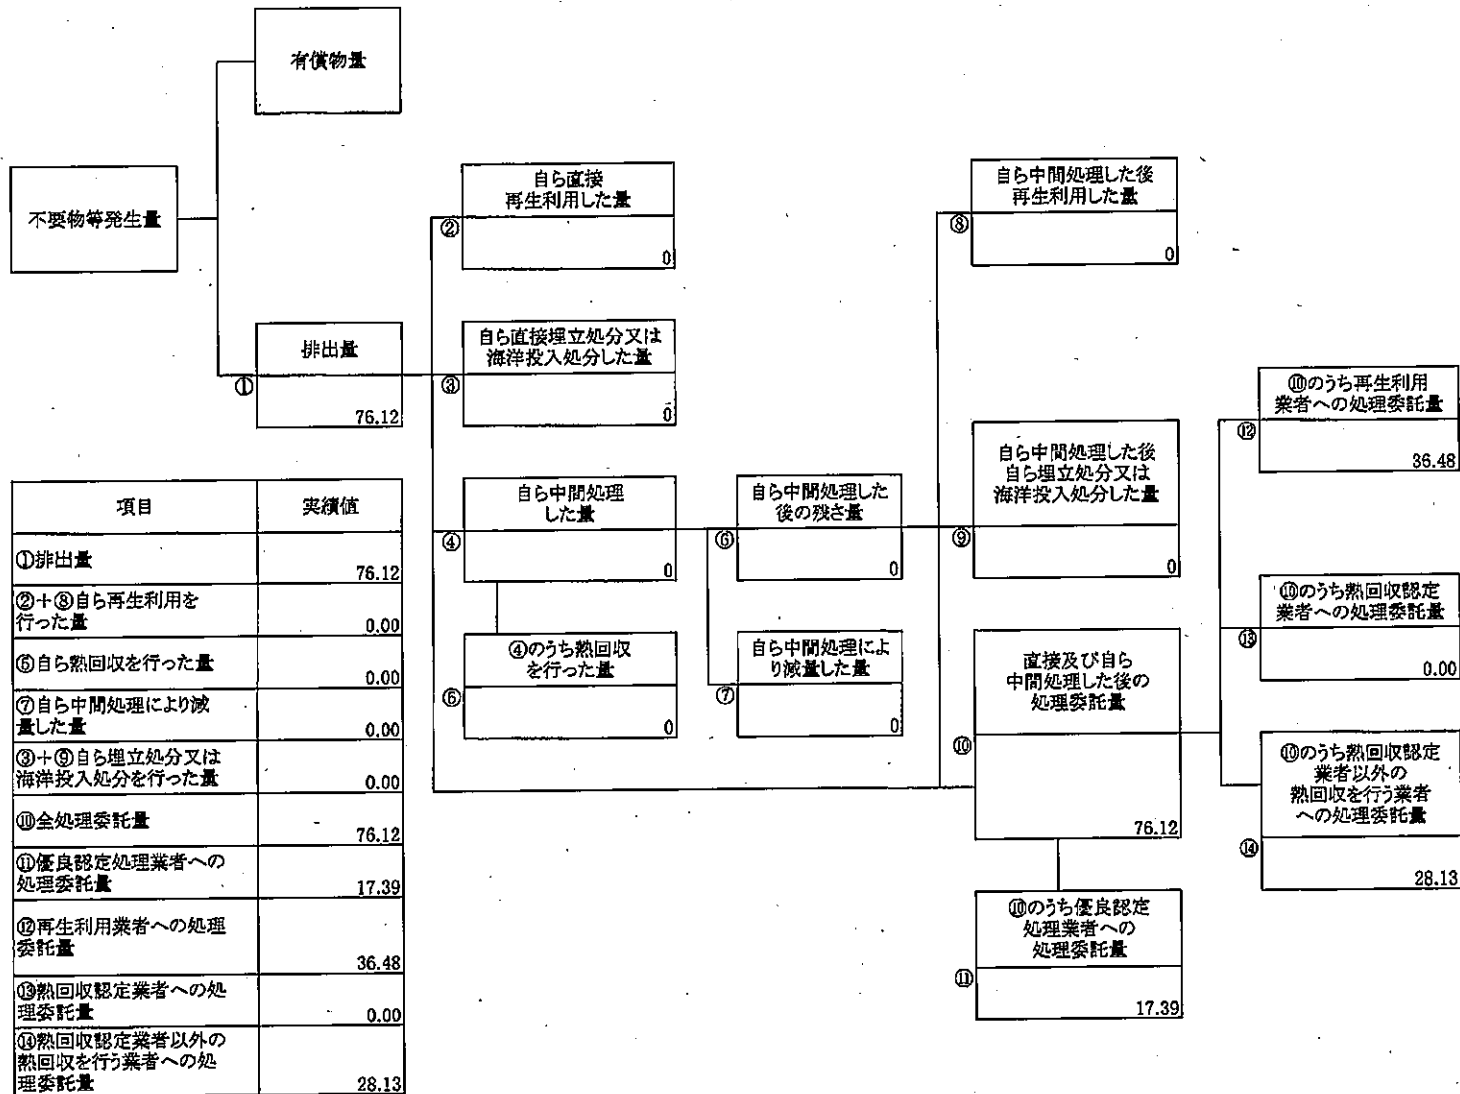 有償物量
不要物等発生量
排出量
①
76.12
自ら直接
再生利用した量
②
0
自ら直接埋立処分又は
海洋投入処分した量
③
0
自ら中間処理
した量
④
0
④のうち熱回収
を行った量
⑤
0
自ら中間処理した
後の残さ量
⑥
0
自ら中間処理によ
り減量した量
⑦
0
自ら中間処理した後
再生利用した量
⑧
0
自ら中間処理した後
自ら埋立処分又は
海洋投入処分した量
⑨
0
直接及び自ら
中間処理した後の
処理委託量
⑩
76.12
⑩のうち優良認定
処理業者への
処理委託量
⑪
17.39
⑩のうち再生利用
業者への処理委託量
⑫
36.48
⑩のうち熱回収認定
業者への処理委託量
⑬
0.00
⑩のうち熱回収認定
業者以外の
熱回収を行う業者
への処理委託量
⑭
28.13
項目 実績値
①排出量
76.12
②+⑧自ら再生利用を
行った量
0.00
⑤自ら熱回収を行った量
0.00
⑦自ら中間処理により減
量した量
0.00
③+⑨自ら埋立処分又は
海洋投入処分を行った量
0.00
⑩全処理委託量
76.12
⑪優良認定処理業者への
処理委託量
17.39
⑫再生利用業者への処理
委託量
36.48
⑬熱回収認定業者への処
理委託量
0.00
⑭熱回収認定業者以外の
熱回収を行う業者への処
理委託量
28.13